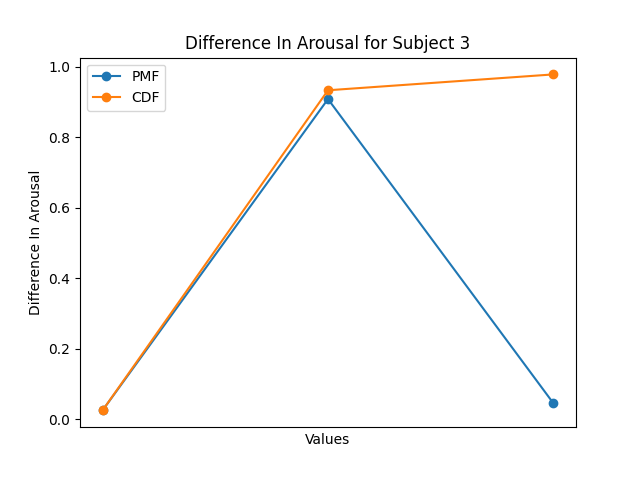 Difference In Arousal for Subject 3
PMF
CDF
1.0
0.8
0.6
0.4
0.2
0.0
Difference In Arousal
Values